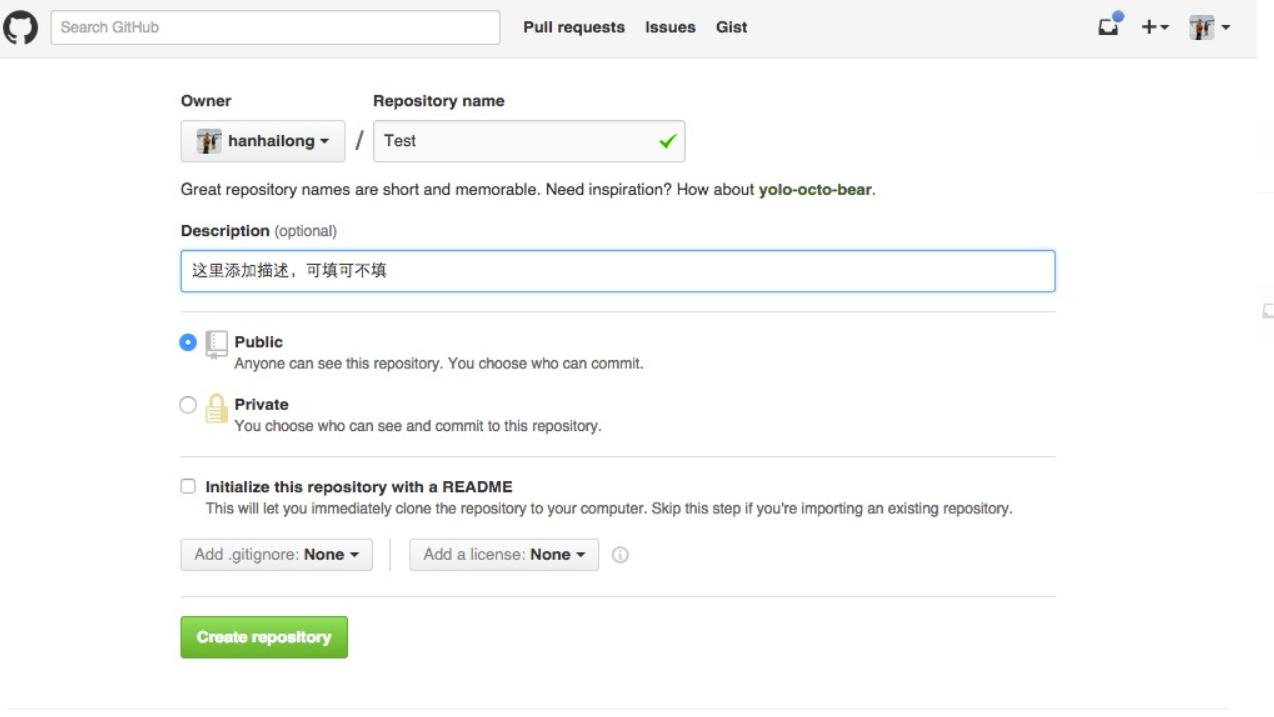 Search GitHub Pull requests Issues Gist
Owner Repository name
hanhailong / Test
Great repository names are short and memorable. Need inspiration? How about yolo-octo-bear.
Description (optional)
这里添加描述，可填可不填
Public
Anyone can see this repository. You choose who can commit.
Private
You choose who can see and commit to this repository.
Initialize this repository with a README
This will let you immediately clone the repository to your computer. Skip this step if you're importing an existing repository.
Add .gitignore: None Add a license: None
Create repository